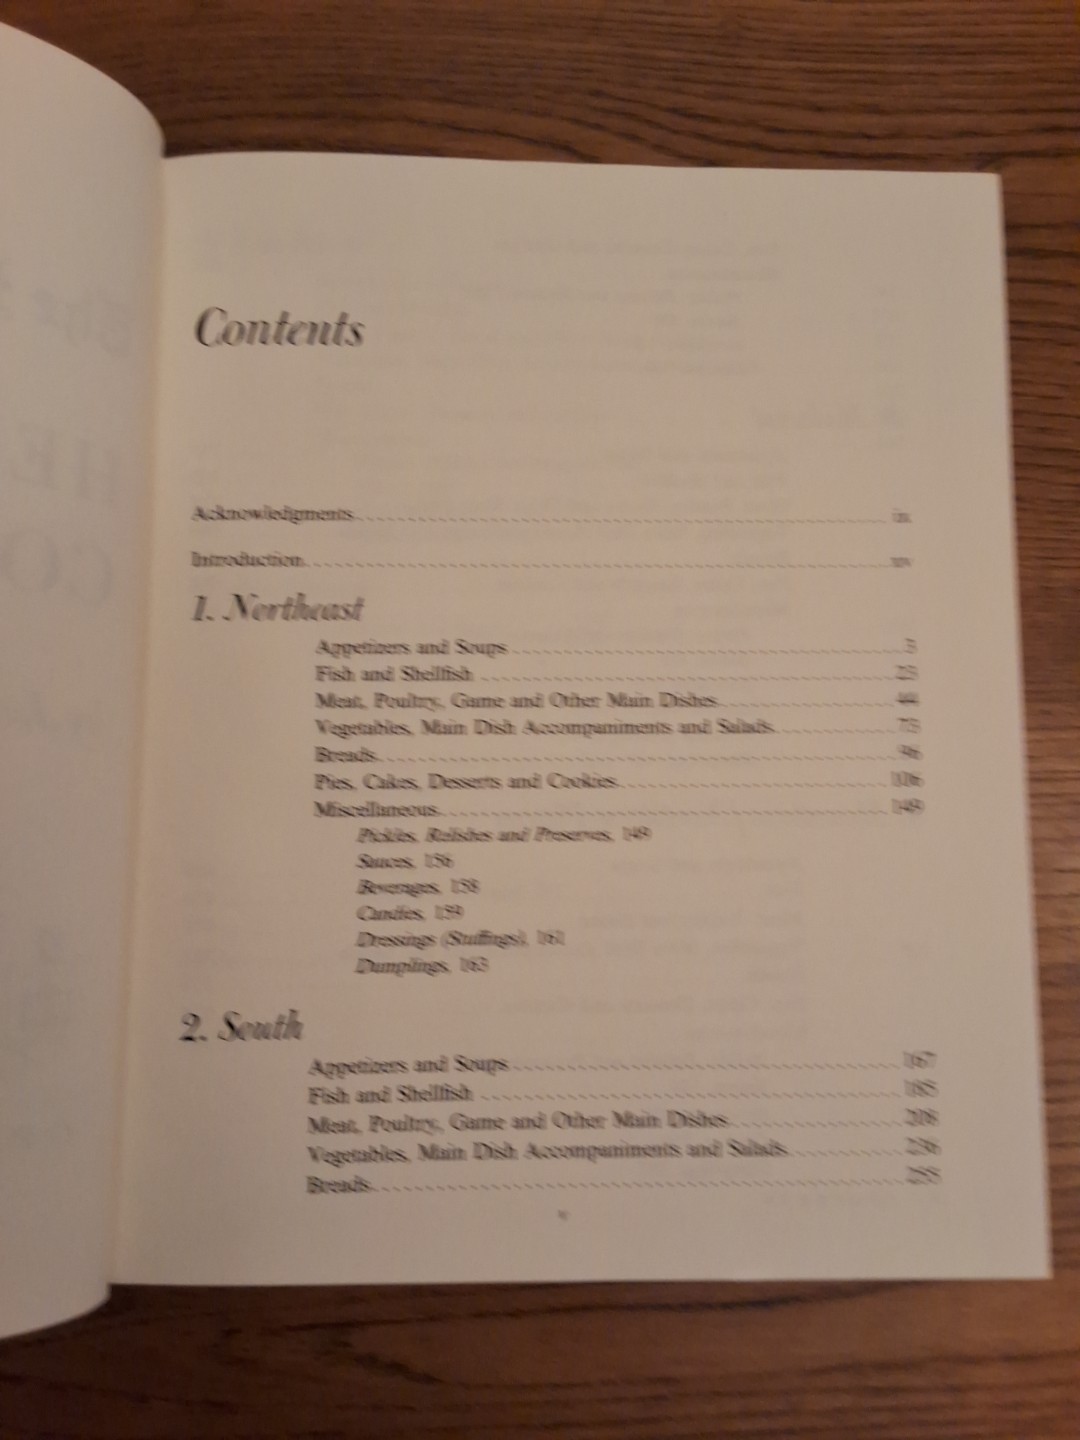 Contents
Acknowledgments ix
Introduction xv
1. Northeast
Appetizers and Soups 3
Fish and Shellfish 23
Meat, Poultry, Game and Other Main Dishes 44
Vegetables, Main Dish Accompaniments and Salads 73
Breads 96
Pies, Cakes, Desserts and Cookies 106
Miscellaneous 149
Pickles, Relishes and Preserves, 149
Sauces, 156
Beverages, 158
Candies, 159
Dressings (Stuffings), 161
Dumplings, 163
2. South
Appetizers and Soups 167
Fish and Shellfish 185
Meat, Poultry, Game and Other Main Dishes 208
Vegetables, Main Dish Accompaniments and Salads 236
Breads 255
The
HE
CO